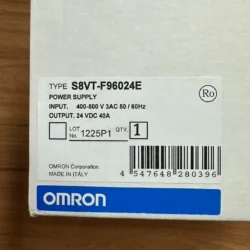 TYPE S8VT-F96024E
POWER SUPPLY
INPUT. 400-500 V 3AC 50 / 60Hz
OUTPUT. 24 VDC 40A
LOT No. 1225P1 QTY. 1
OMRON Corporation
MADE IN ITALY
4 547648 280396
OMRON
Ro